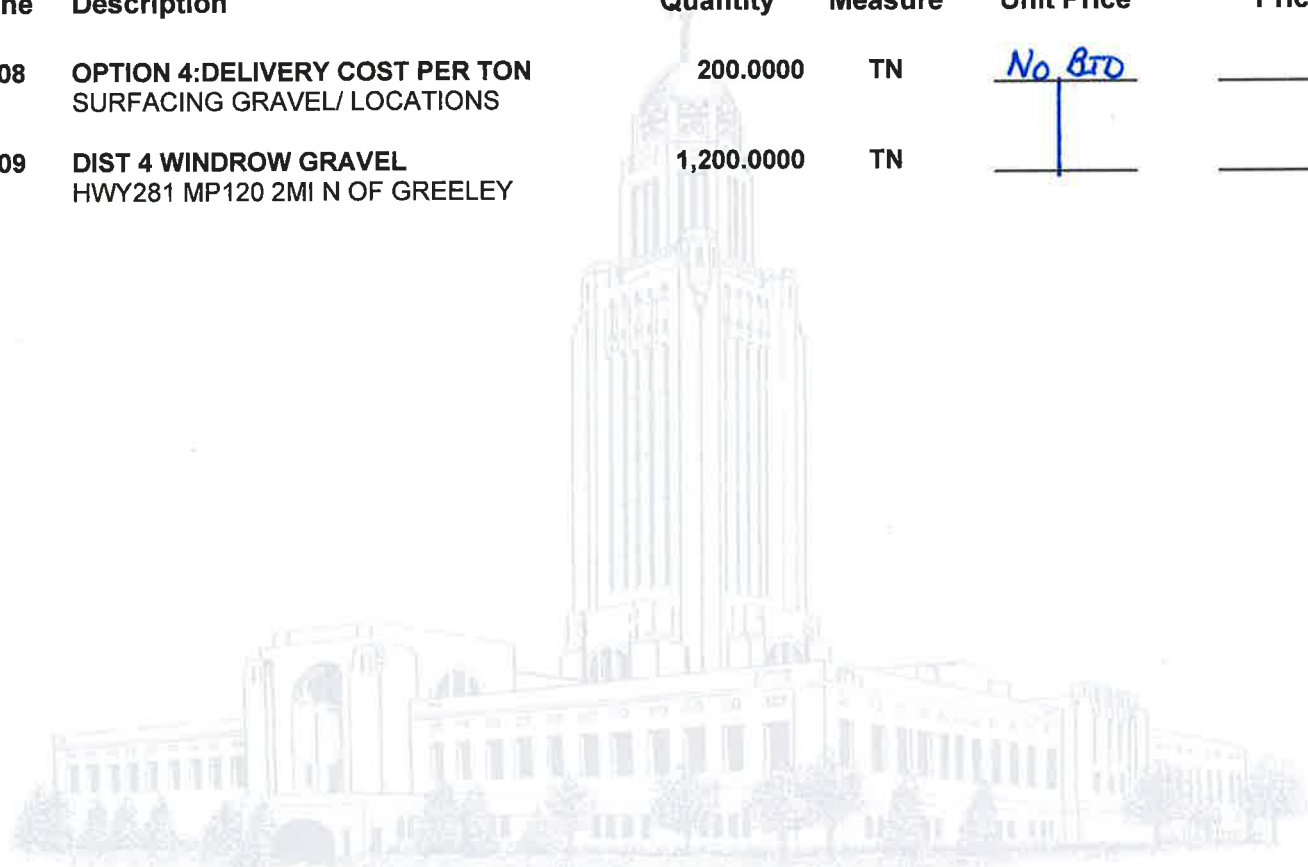 ne Description Quantity Measure Unit Price Pric
08 OPTION 4:DELIVERY COST PER TON 200.0000 TN No BID
SURFACING GRAVEL/ LOCATIONS
09 DIST 4 WINDROW GRAVEL 1,200.0000 TN
HWY281 MP120 2MI N OF GREELEY